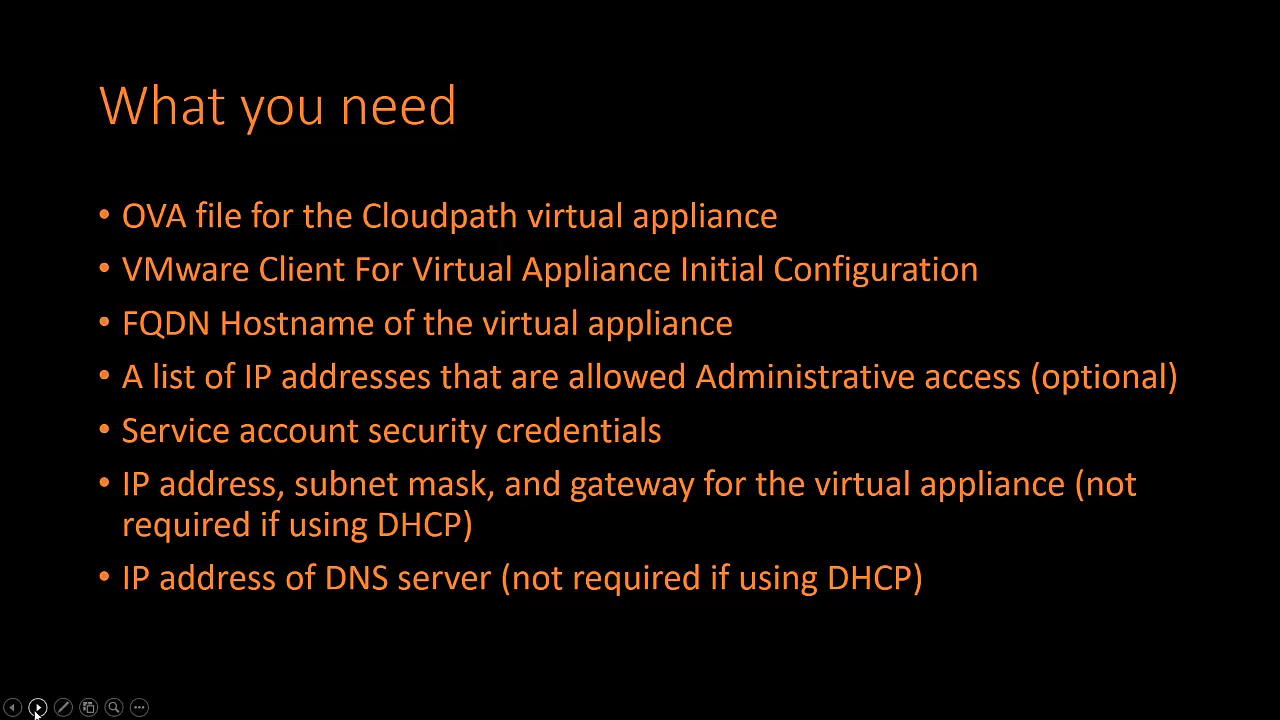 What you need
• OVA file for the Cloudpath virtual appliance
• VMware Client For Virtual Appliance Initial Configuration
• FQDN Hostname of the virtual appliance
• A list of IP addresses that are allowed Administrative access (optional)
• Service account security credentials
• IP address, subnet mask, and gateway for the virtual appliance (not
required if using DHCP)
• IP address of DNS server (not required if using DHCP)